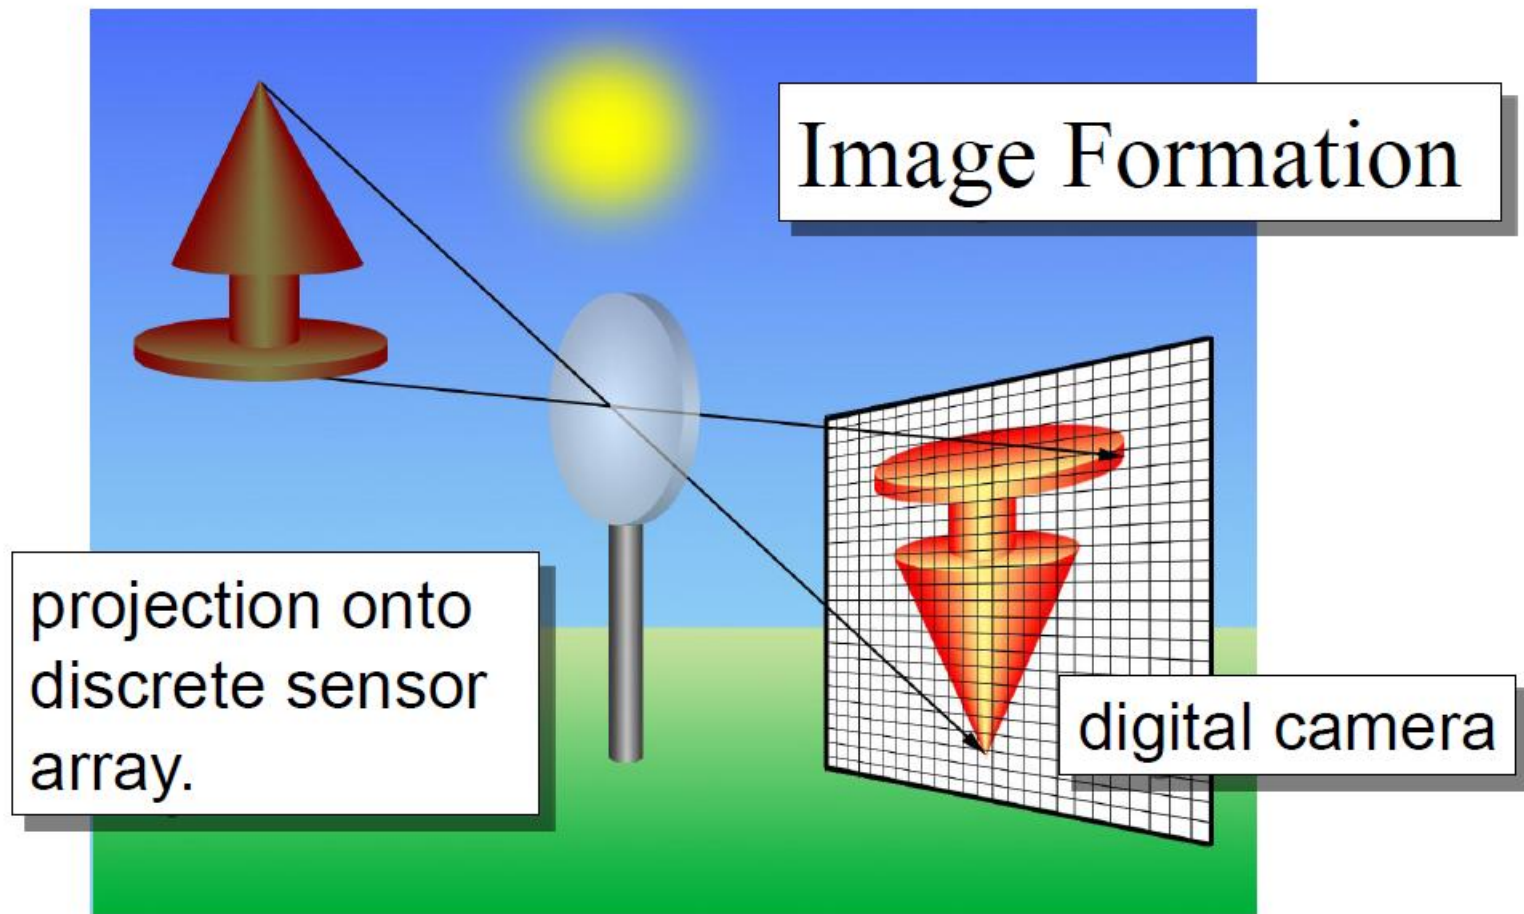 Image Formation
projection onto
discrete sensor
array.
digital camera